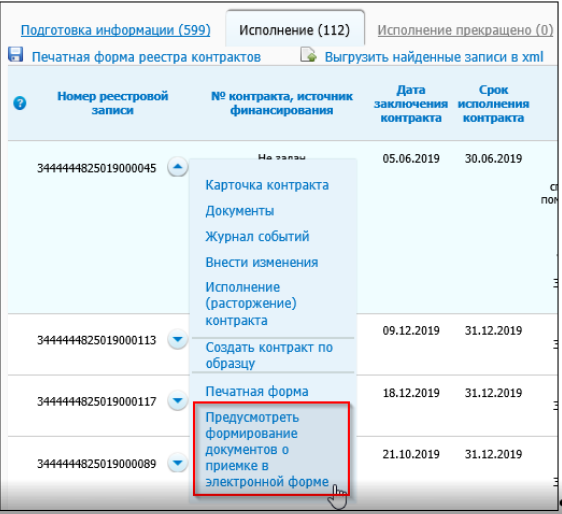 Подготовка информации (599) Исполнение (112) Исполнение прекращено (0)
Печатная форма реестра контрактов Выгрузить найденные записи в xml
? Номер реестровой записи
№ контракта, источник финансирования
Дата заключения контракта
Срок исполнения контракта
3444444825019000045 05.06.2019 30.06.2019
Карточка контракта
Документы
Журнал событий
Внести изменения
Исполнение
(расторжение)
контракта
Создать контракт по
образцу
Печатная форма
Предусмотреть
формирование
документов о
приемке в
электронной форме
3444444825019000113 09.12.2019 31.12.2019
3444444825019000117 18.12.2019 31.12.2019
3444444825019000089 21.10.2019 31.12.2019